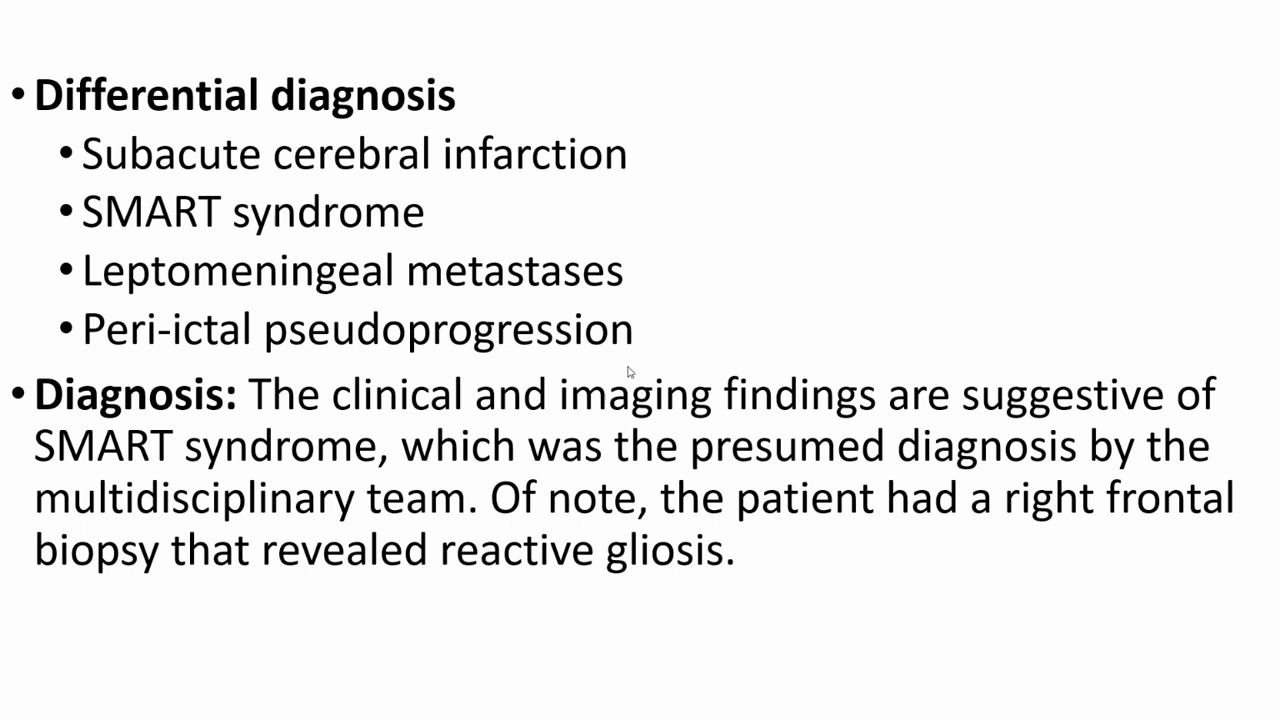 • Differential diagnosis
• Subacute cerebral infarction
• SMART syndrome
• Leptomeningeal metastases
• Peri-ictal pseudoprogression
• Diagnosis: The clinical and imaging findings are suggestive of
SMART syndrome, which was the presumed diagnosis by the
multidisciplinary team. Of note, the patient had a right frontal
biopsy that revealed reactive gliosis.